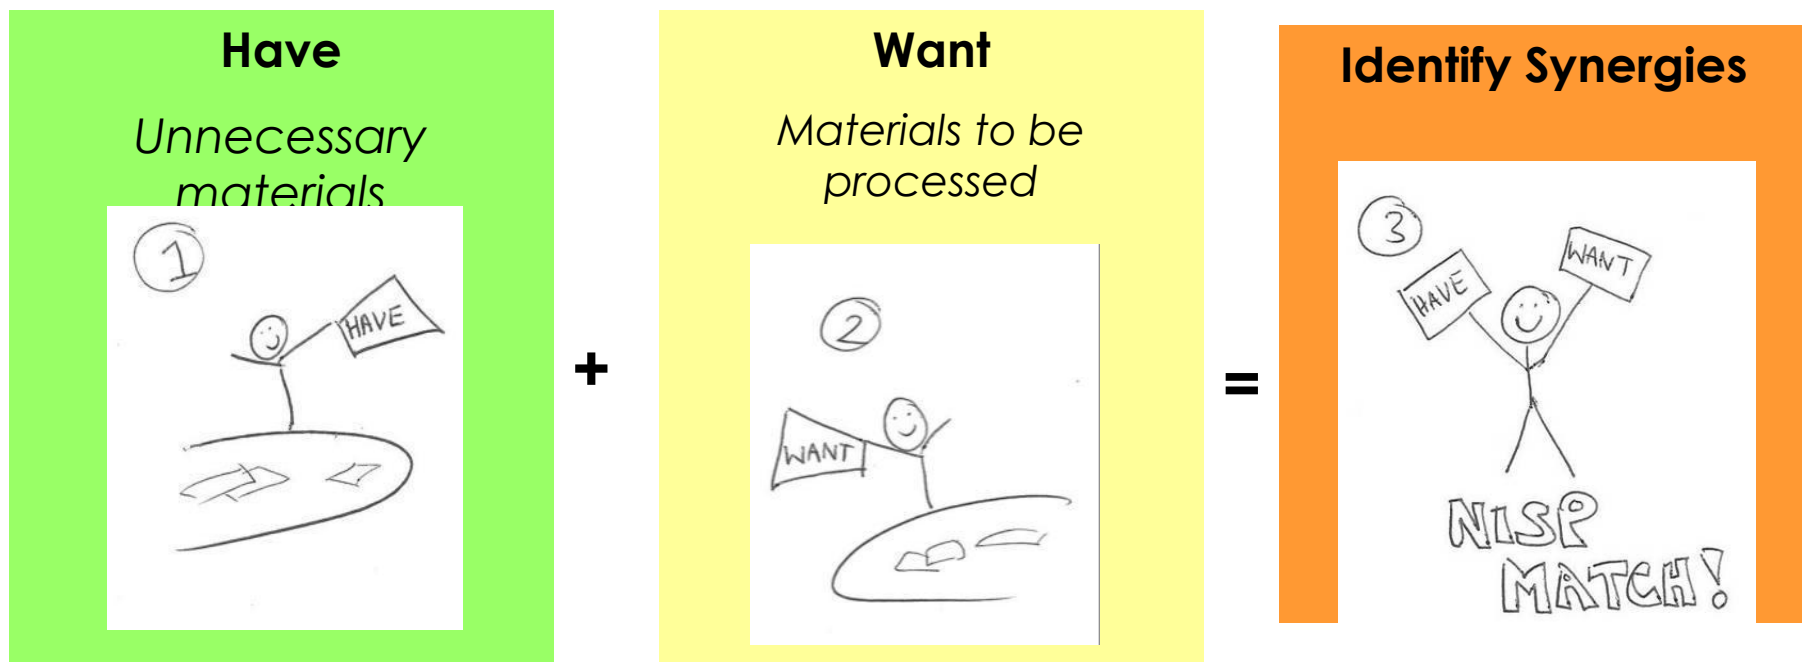 Have
Unnecessary
materials
1
HAVE
+
Want
Materials to be
processed
2
WANT
=
Identify Synergies
3
HAVE
WANT
NISP
MATCH!